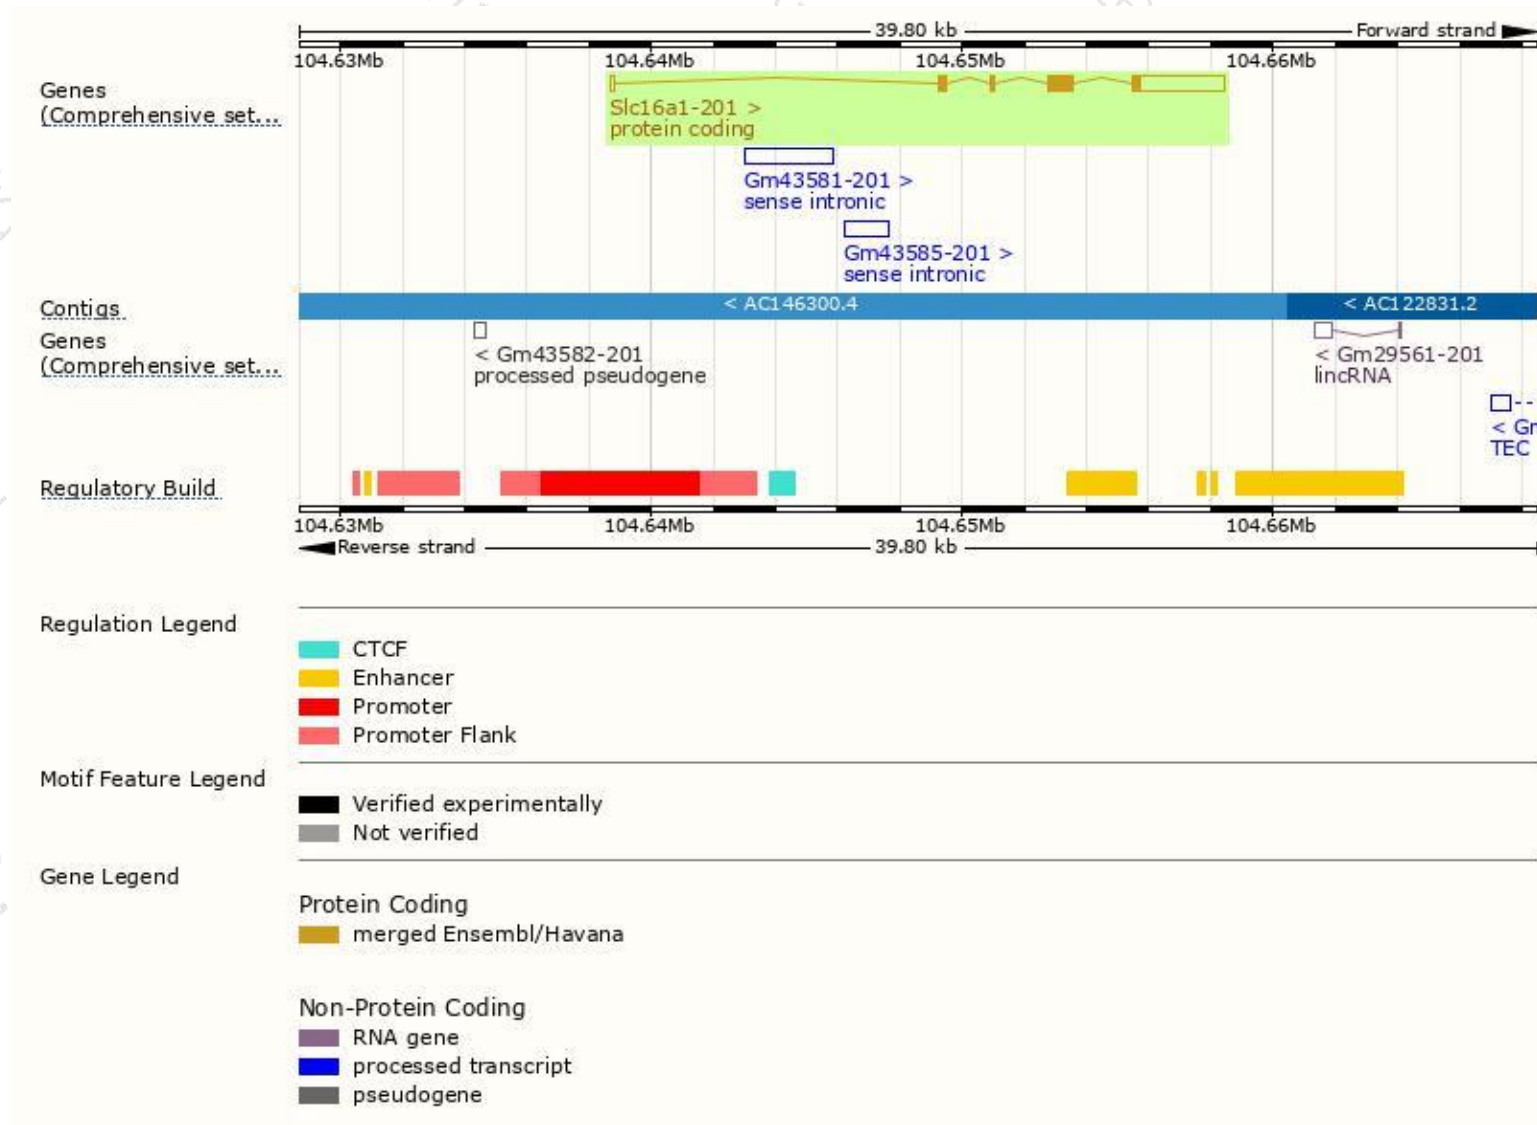 39.80 kb
Forward strand
104.63Mb 104.64Mb 104.65Mb 104.66Mb
Genes
(Comprehensive set...
Slc16a1-201 >
protein coding
Gm43581-201 >
sense intronic
Gm43585-201 >
sense intronic
Contigs
< AC146300.4
< AC122831.2
Genes
(Comprehensive set...
< Gm43582-201
processed pseudogene
< Gm29561-201
lincRNA
< Gm
TEC
Regulatory Build
104.63Mb 104.64Mb 104.65Mb 104.66Mb
Reverse strand
39.80 kb
Regulation Legend
CTCF
Enhancer
Promoter
Promoter Flank
Motif Feature Legend
Verified experimentally
Not verified
Gene Legend
Protein Coding
merged Ensembl/Havana
Non-Protein Coding
RNA gene
processed transcript
pseudogene